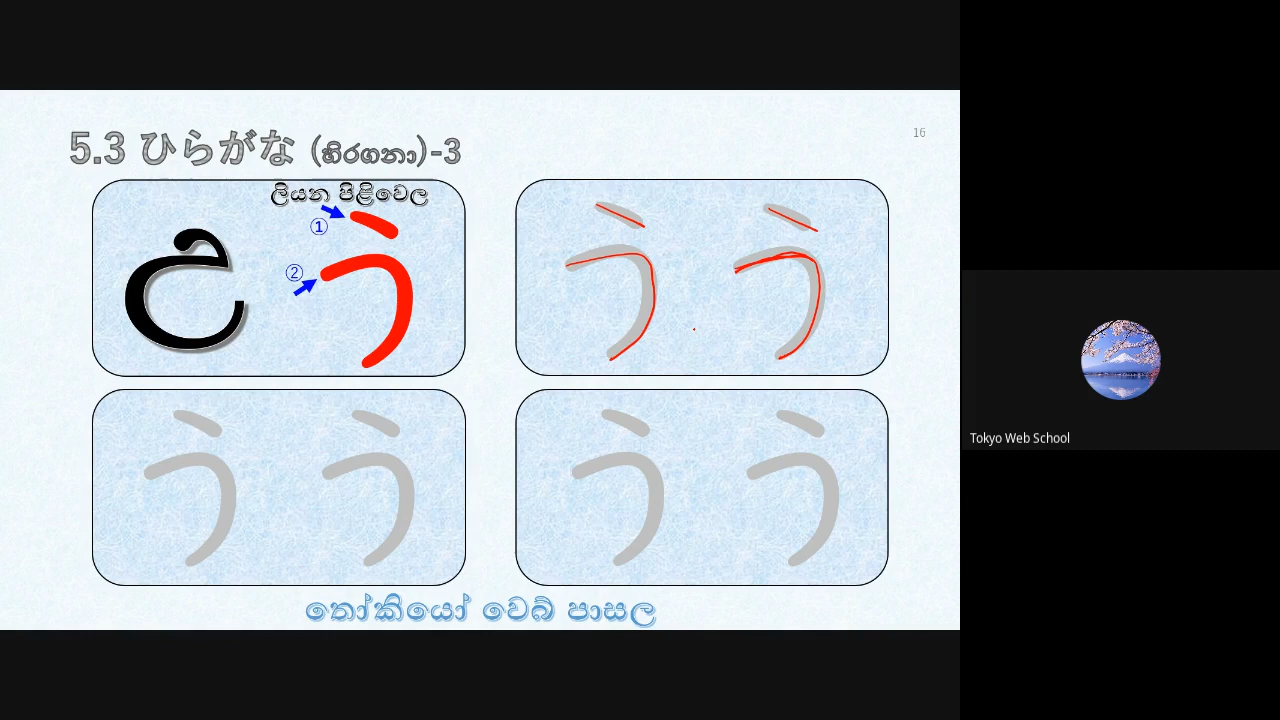 16
5.3 ひらがな (හිරගනා)-3
ලියන පිළිවෙල
උ ① ② う
う う
う う
う う
තෝකියෝ වෙබ් පාසල
Tokyo Web School